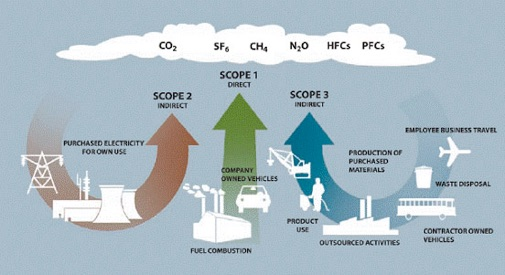 CO₂ SF₆ CH₄ N₂O HFCs PFCs
SCOPE 1
DIRECT
SCOPE 2
INDIRECT
SCOPE 3
INDIRECT
PURCHASED ELECTRICITY
FOR OWN USE
COMPANY
OWNED VEHICLES
FUEL COMBUSTION
PRODUCTION OF
PURCHASED
MATERIALS
PRODUCT
USE
OUTSOURCED ACTIVITIES
EMPLOYEE BUSINESS TRAVEL
WASTE DISPOSAL
CONTRACTOR OWNED
VEHICLES